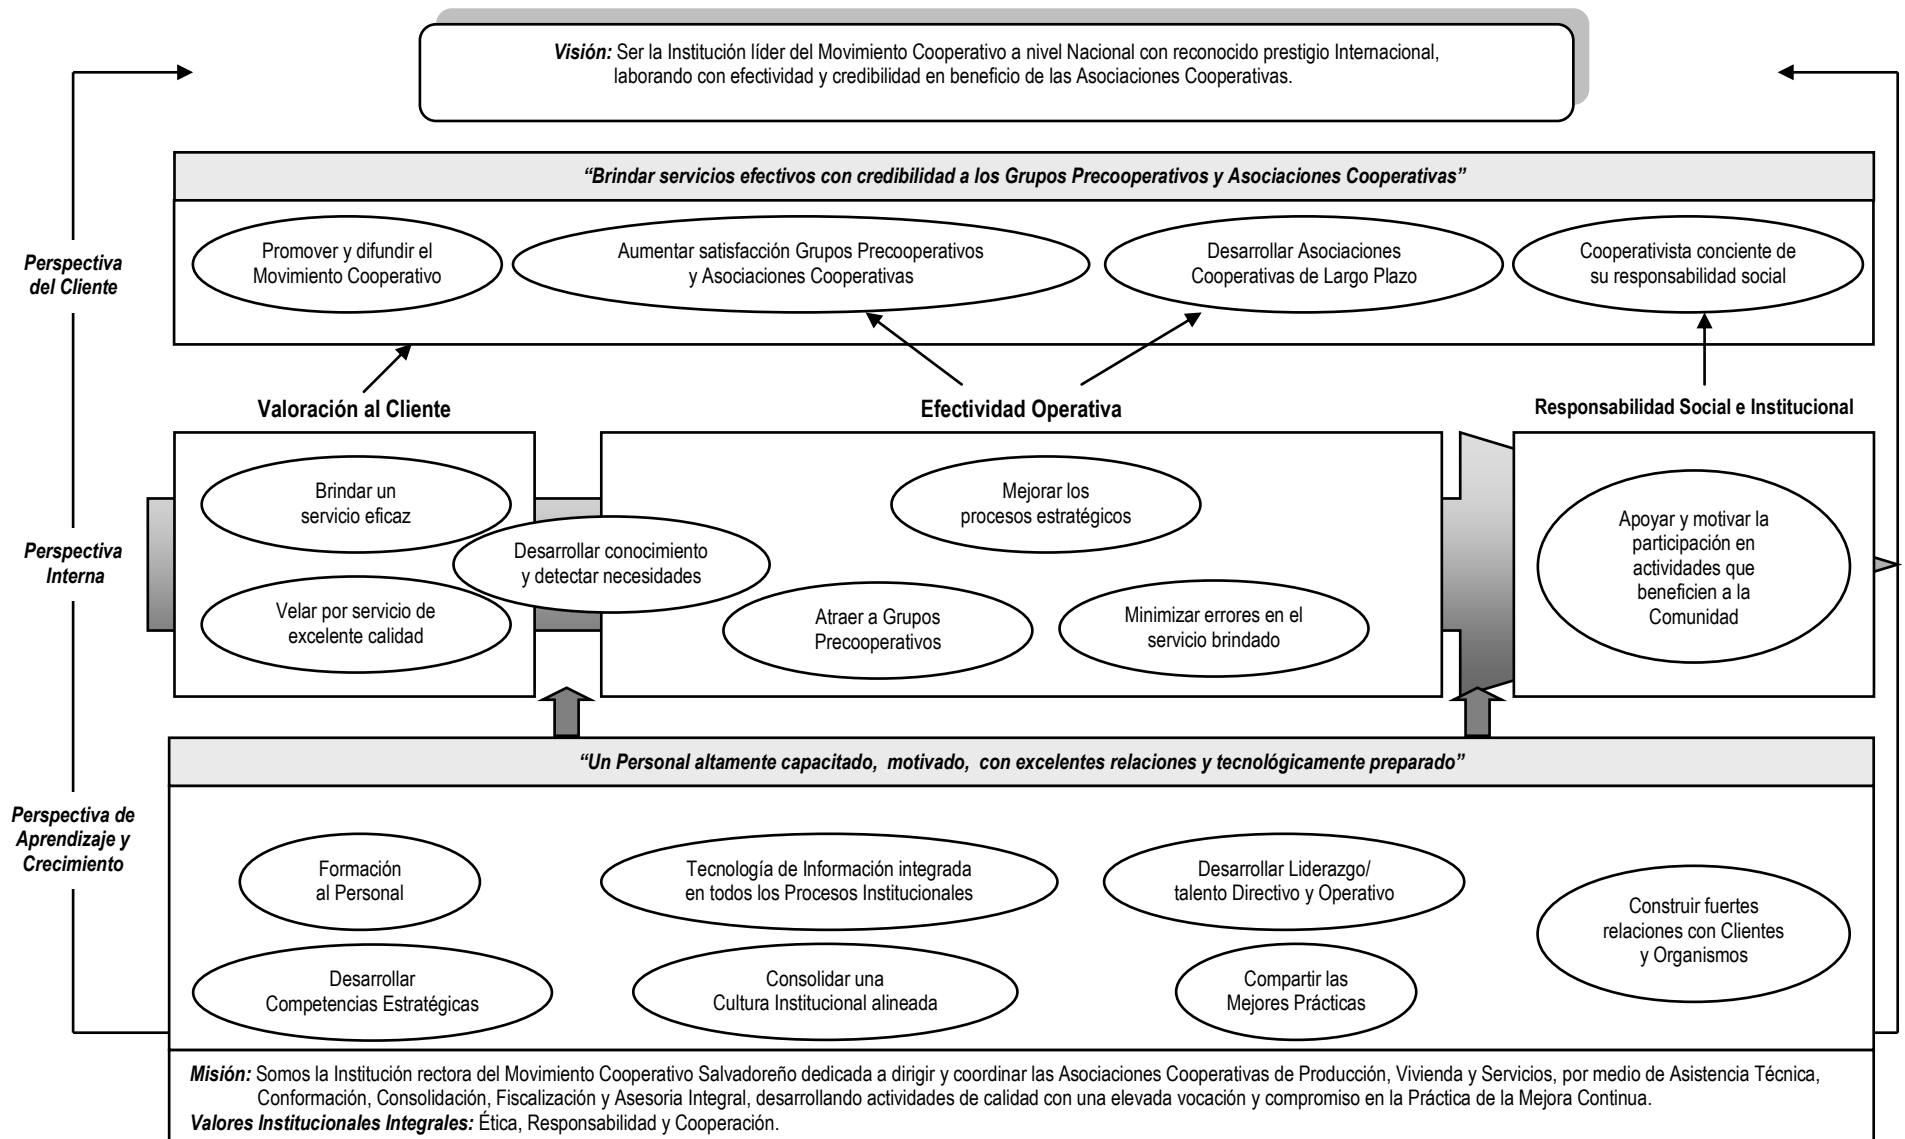 Visión: Ser la Institución líder del Movimiento Cooperativo a nivel Nacional con reconocido prestigio Internacional,
laborando con efectividad y credibilidad en beneficio de las Asociaciones Cooperativas.
“Brindar servicios efectivos con credibilidad a los Grupos Precooperativos y Asociaciones Cooperativas”
Perspectiva
del Cliente
Promover y difundir el
Movimiento Cooperativo
Aumentar satisfacción Grupos Precooperativos
y Asociaciones Cooperativas
Desarrollar Asociaciones
Cooperativas de Largo Plazo
Cooperativista conciente de
su responsabilidad social
Valoración al Cliente
Efectividad Operativa
Responsabilidad Social e Institucional
Perspectiva
Interna
Brindar un
servicio eficaz
Velar por servicio de
excelente calidad
Desarrollar conocimiento
y detectar necesidades
Mejorar los
procesos estratégicos
Atraer a Grupos
Precooperativos
Minimizar errores en el
servicio brindado
Apoyar y motivar la
participación en
actividades que
beneficien a la
Comunidad
“Un Personal altamente capacitado, motivado, con excelentes relaciones y tecnológicamente preparado”
Perspectiva de
Aprendizaje y
Crecimiento
Formación
al Personal
Tecnología de Información integrada
en todos los Procesos Institucionales
Desarrollar Liderazgo/
talento Directivo y Operativo
Construir fuertes
relaciones con Clientes
y Organismos
Desarrollar
Competencias Estratégicas
Consolidar una
Cultura Institucional alineada
Compartir las
Mejores Prácticas
Misión: Somos la Institución rectora del Movimiento Cooperativo Salvadoreño dedicada a dirigir y coordinar las Asociaciones Cooperativas de Producción, Vivienda y Servicios, por medio de Asistencia Técnica,
Conformación, Consolidación, Fiscalización y Asesoria Integral, desarrollando actividades de calidad con una elevada vocación y compromiso en la Práctica de la Mejora Continua.
Valores Institucionales Integrales: Ética, Responsabilidad y Cooperación.